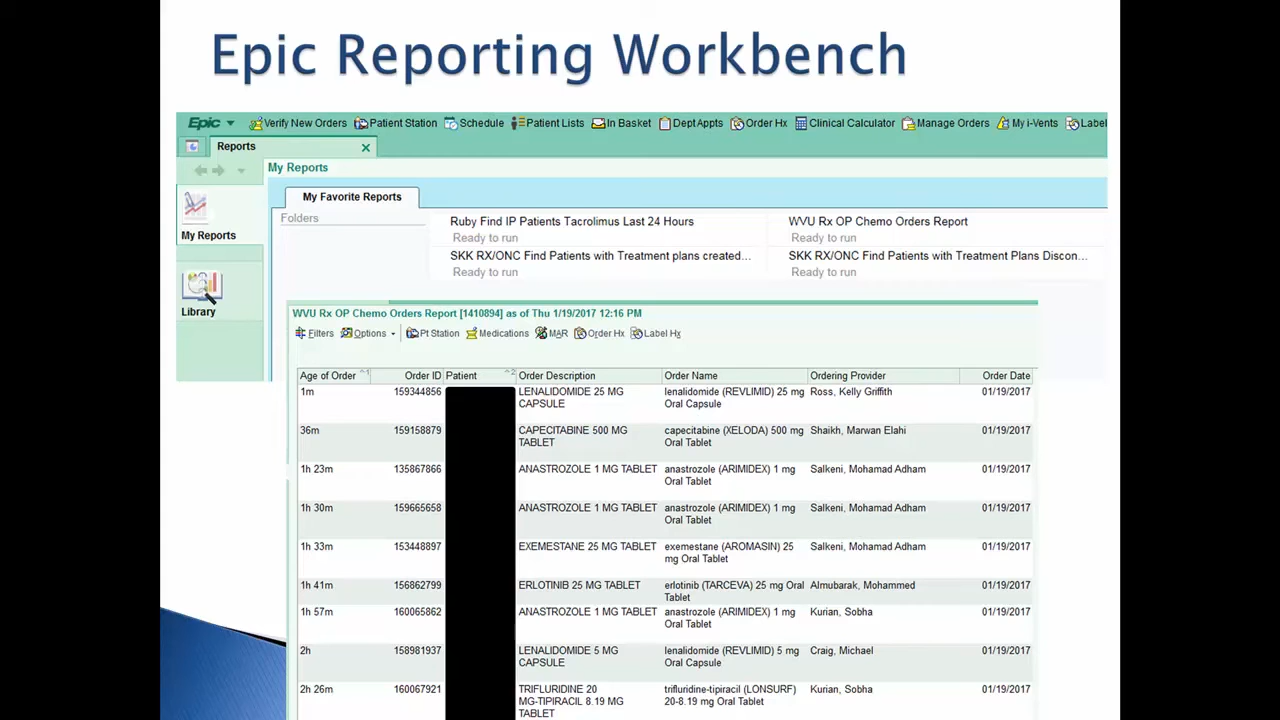 Epic Reporting Workbench
Epic Verify New Orders Patient Station Schedule Patient Lists In Basket Dept Appts Order Hx Clinical Calculator Manage Orders My i-Vents Label
Reports
My Reports
My Favorite Reports
Folders
My Reports
Library
Ruby Find IP Patients Tacrolimus Last 24 Hours WVU Rx OP Chemo Orders Report
Ready to run Ready to run
SKK RX/ONC Find Patients with Treatment plans created... SKK RX/ONC Find Patients with Treatment Plans Discon...
Ready to run Ready to run
WVU Rx OP Chemo Orders Report [1410894] as of Thu 1/19/2017 12:16 PM
Filters Options Pt Station Medications MAR Order Hx Label Hx
Age of Order ^1 Order ID Patient ^2 Order Description Order Name Ordering Provider Order Date
1m 159344856 LENALIDOMIDE 25 MG lenalidomide (REVLIMID) 25 mg Ross, Kelly Griffith 01/19/2017
CAPSULE Oral Capsule
36m 159158879 CAPECITABINE 500 MG capecitabine (XELODA) 500 mg Shaikh, Marwan Elahi 01/19/2017
TABLET Oral Tablet
1h 23m 135867866 ANASTROZOLE 1 MG TABLET anastrozole (ARIMIDEX) 1 mg Salkeni, Mohamad Adham 01/19/2017
Oral Tablet
1h 30m 159665658 ANASTROZOLE 1 MG TABLET anastrozole (ARIMIDEX) 1 mg Salkeni, Mohamad Adham 01/19/2017
Oral Tablet
1h 33m 153448897 EXEMESTANE 25 MG TABLET exemestane (AROMASIN) 25 Salkeni, Mohamad Adham 01/19/2017
mg Oral Tablet
1h 41m 156862799 ERLOTINIB 25 MG TABLET erlotinib (TARCEVA) 25 mg Oral Almubarak, Mohammed 01/19/2017
Tablet
1h 57m 160065862 ANASTROZOLE 1 MG TABLET anastrozole (ARIMIDEX) 1 mg Kurian, Sobha 01/19/2017
Oral Tablet
2h 158981937 LENALIDOMIDE 5 MG lenalidomide (REVLIMID) 5 mg Craig, Michael 01/19/2017
CAPSULE Oral Capsule
2h 26m 160067921 TRIFLURIDINE 20 trifluridine-tipiracil (LONSURF) Kurian, Sobha 01/19/2017
MG-TIPIRACIL 8.19 MG 20-8.19 mg Oral Tablet
TABLET